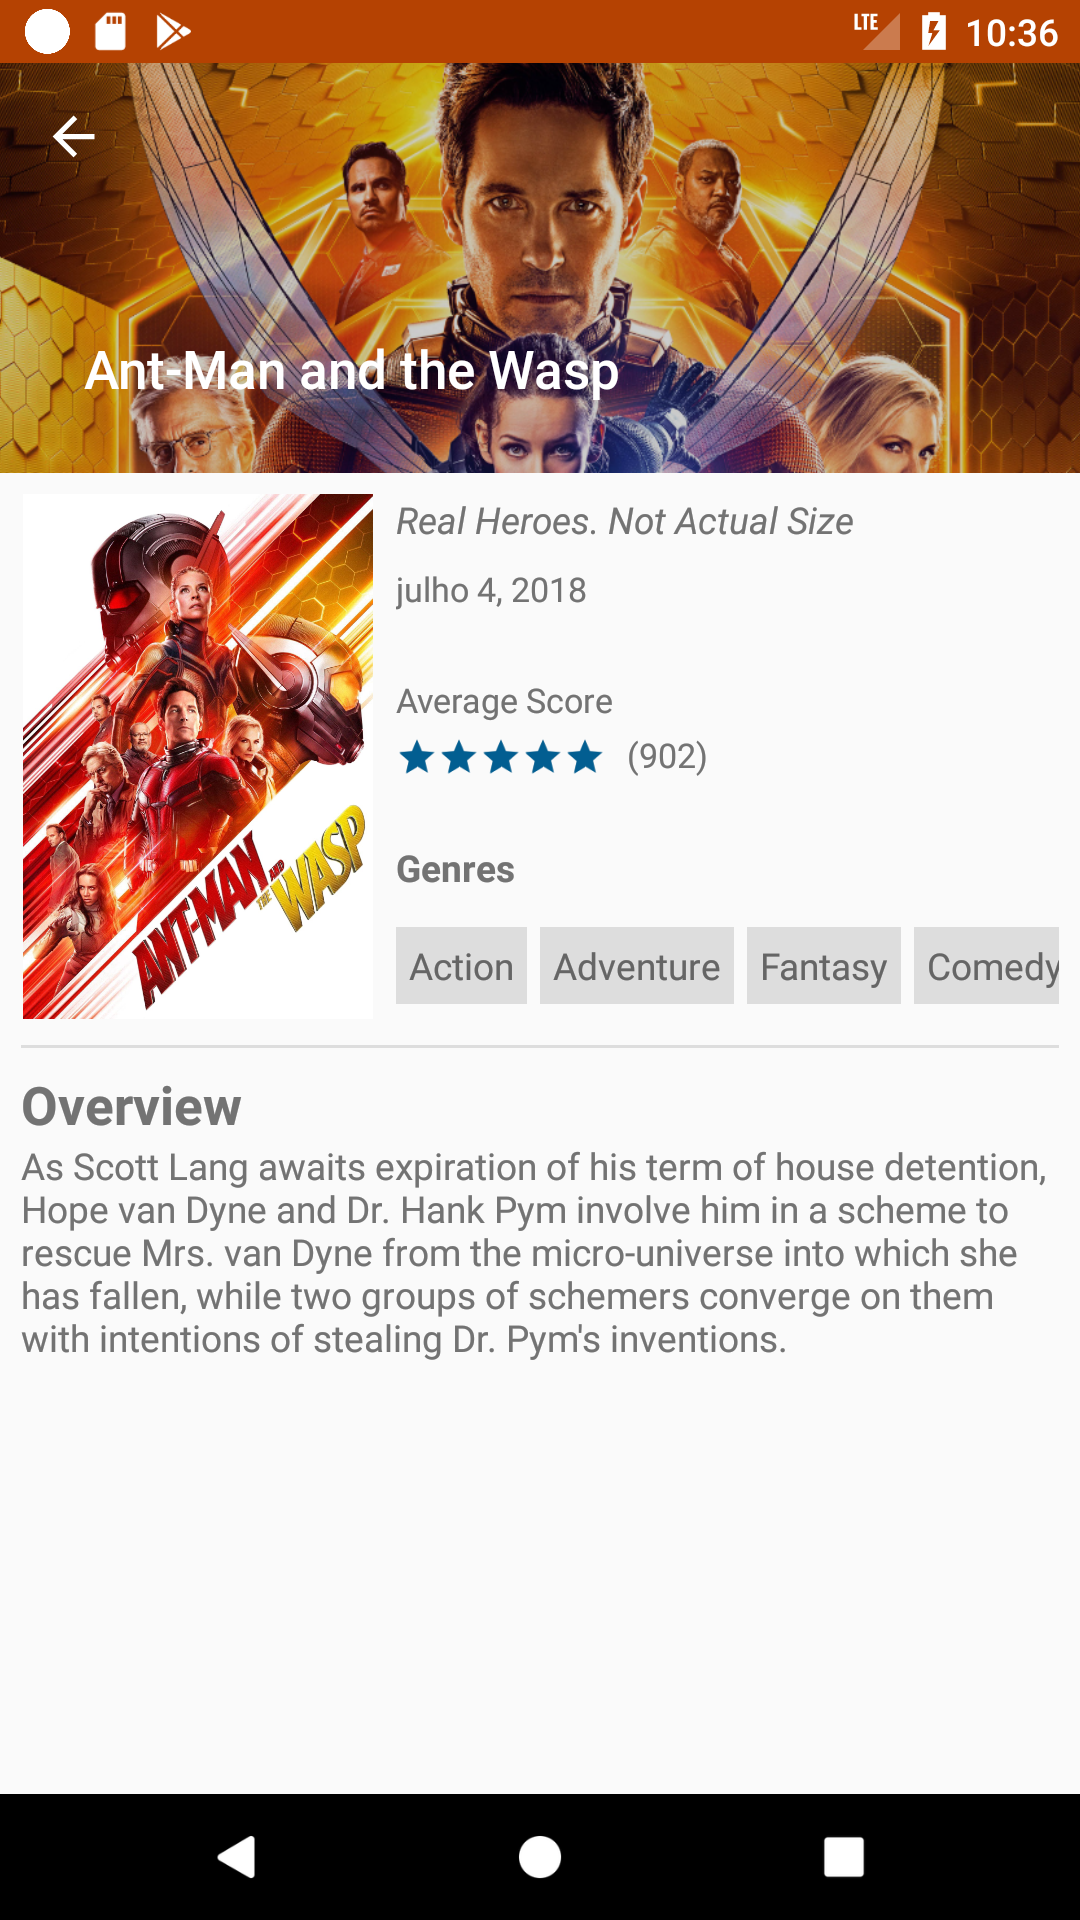 LTE 10:36
Ant-Man and the Wasp
Real Heroes. Not Actual Size
julho 4, 2018
Average Score
(902)
Genres
Action Adventure Fantasy Comedy
ANT-MAN AND THE WASP
Overview
As Scott Lang awaits expiration of his term of house detention,
Hope van Dyne and Dr. Hank Pym involve him in a scheme to
rescue Mrs. van Dyne from the micro-universe into which she
has fallen, while two groups of schemers converge on them
with intentions of stealing Dr. Pym's inventions.